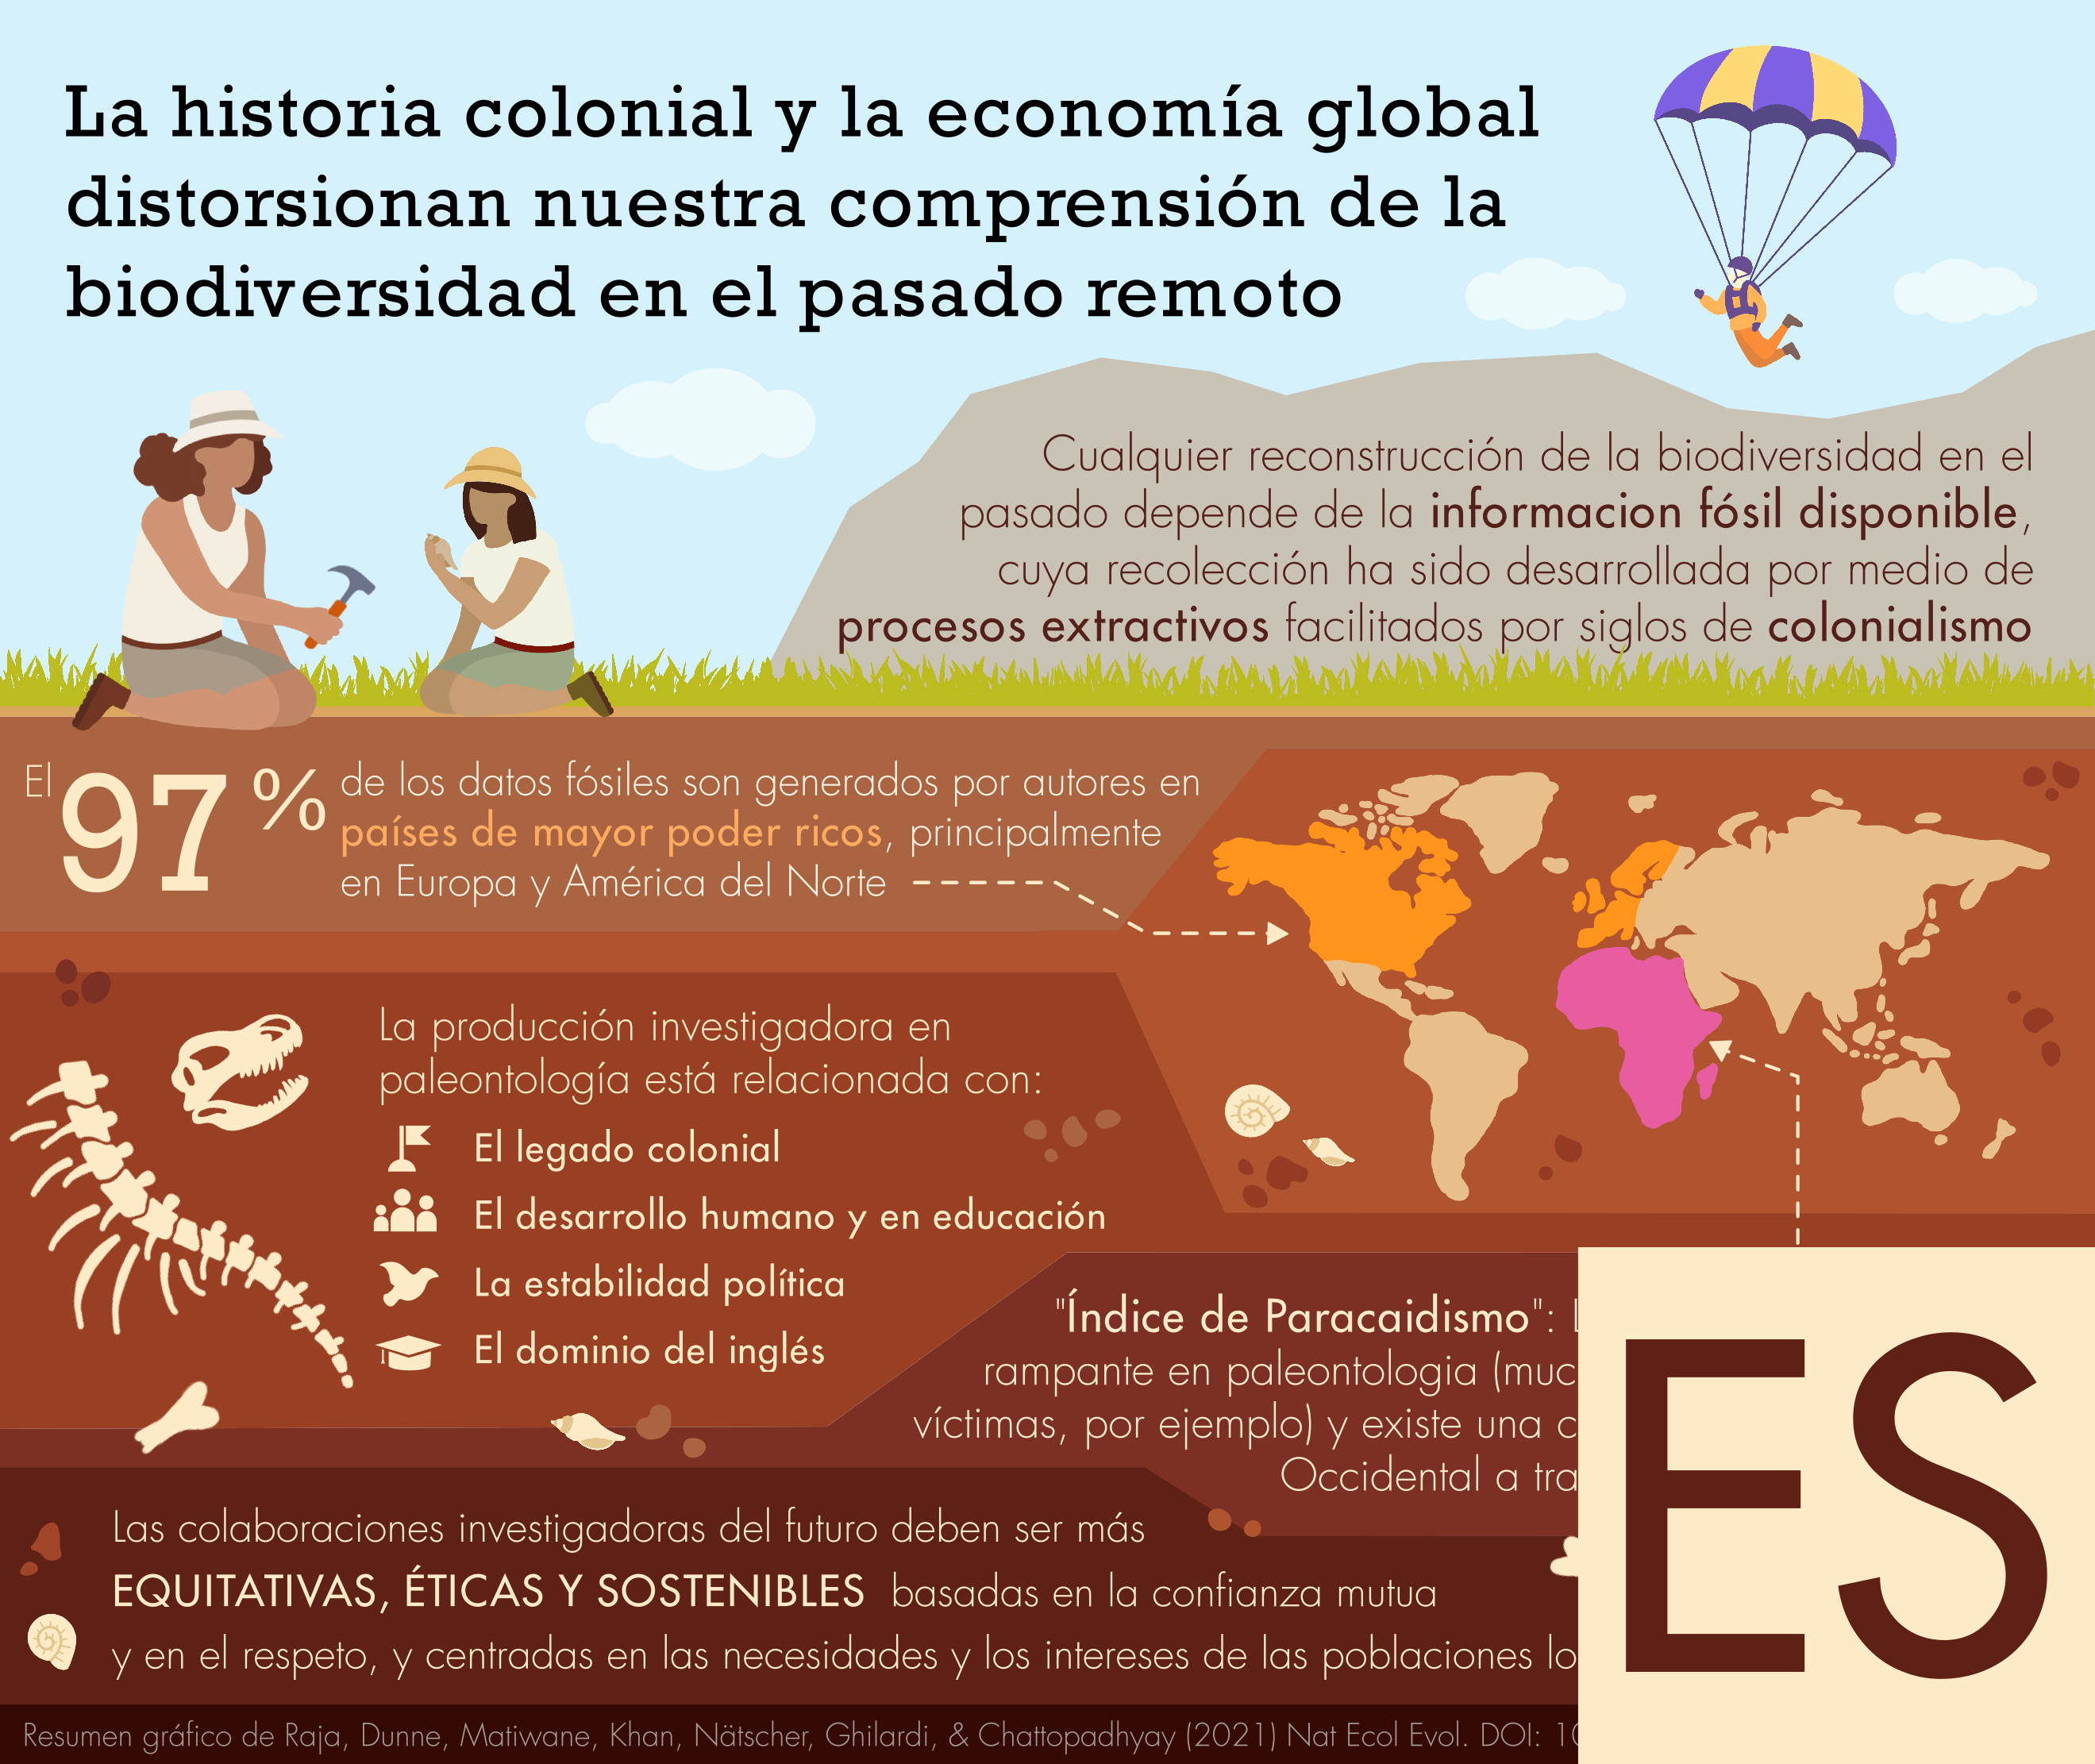 La historia colonial y la economía global
distorsionan nuestra comprensión de la
biodiversidad en el pasado remoto
Cualquier reconstrucción de la biodiversidad en el
pasado depende de la informacion fósil disponible,
cuya recolección ha sido desarrollada por medio de
procesos extractivos facilitados por siglos de colonialismo
El 97% de los datos fósiles son generados por autores en
países de mayor poder ricos, principalmente
en Europa y América del Norte
La producción investigadora en
paleontología está relacionada con:
El legado colonial
El desarrollo humano y en educación
La estabilidad política
El dominio del inglés
"Índice de Paracaidismo":
rampante en paleontologia (muc
víctimas, por ejemplo) y existe una c
Occidental a tra
Las colaboraciones investigadoras del futuro deben ser más
EQUITATIVAS, ÉTICAS Y SOSTENIBLES basadas en la confianza mutua
y en el respeto, y centradas en las necesidades y los intereses de las poblaciones lo
Resumen gráfico de Raja, Dunne, Matiwane, Khan, Nätscher, Ghilardi, & Chattopadhyay (2021) Nat Ecol Evol. DOI: 10
ES